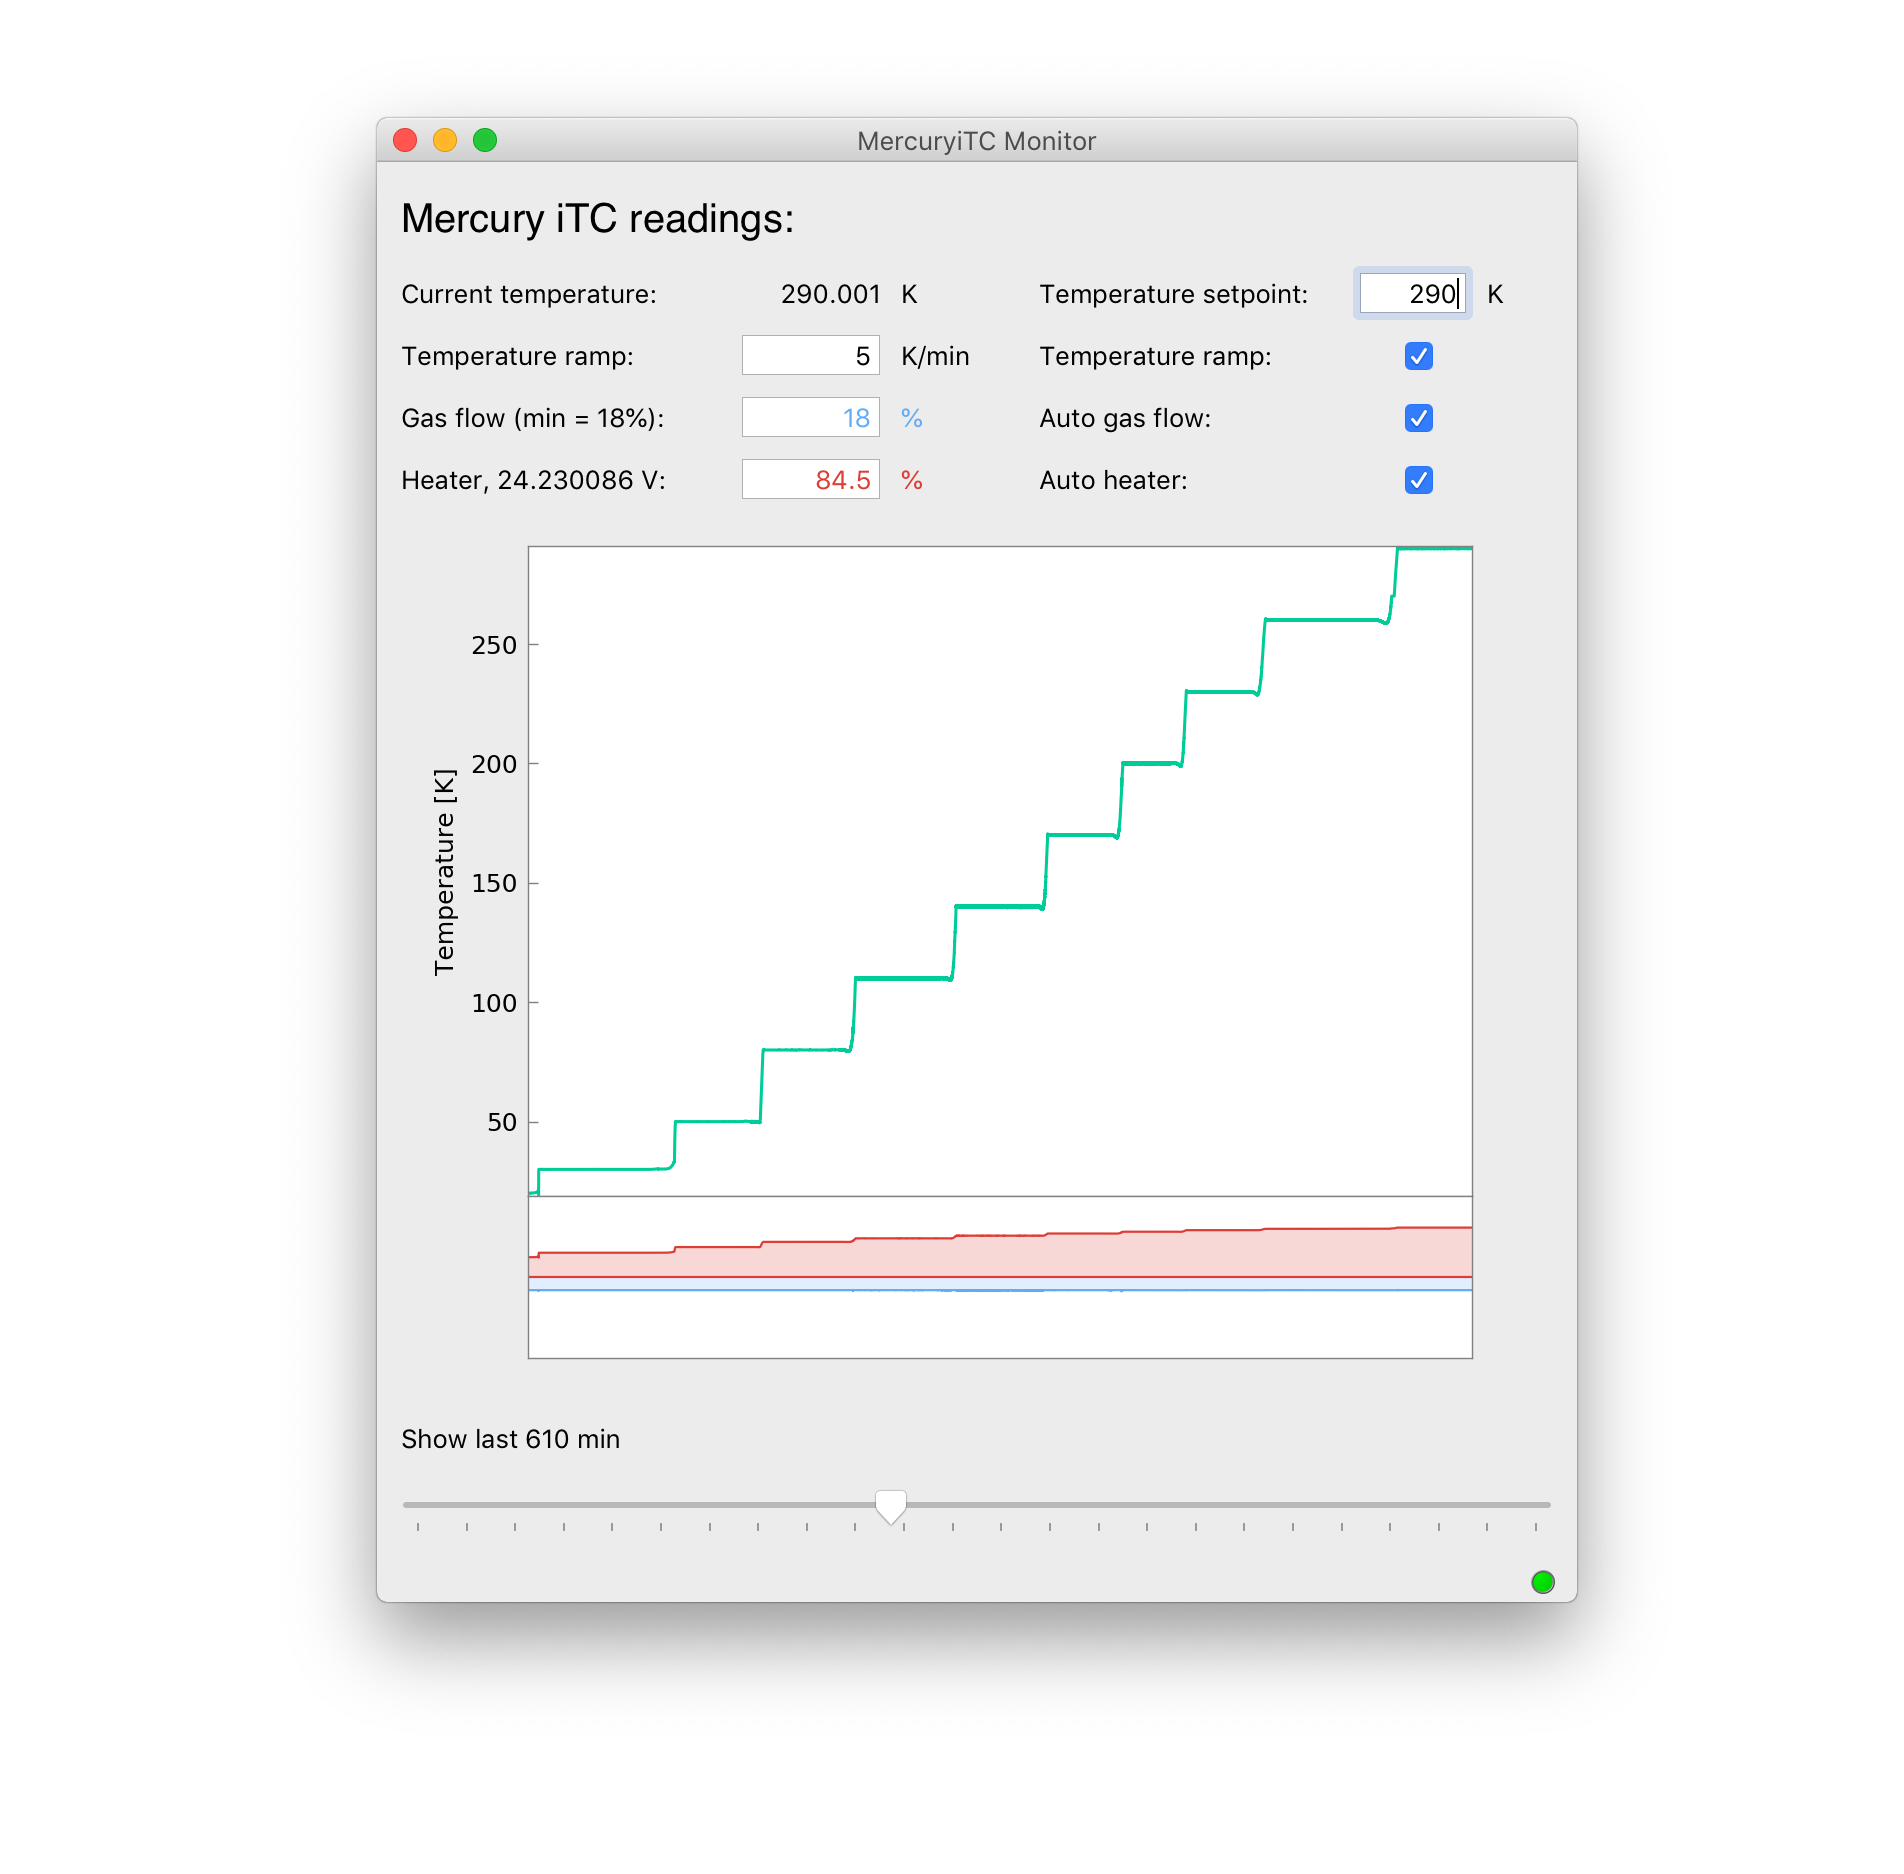 MercuryiTC Monitor
Mercury iTC readings:
Current temperature: 290.001 K Temperature setpoint: 290 K
Temperature ramp: 5 K/min Temperature ramp:
Gas flow (min = 18%): 18 % Auto gas flow:
Heater, 24.230086 V: 84.5 % Auto heater:
250
200
150
100
50
Temperature [K]
Show last 610 min